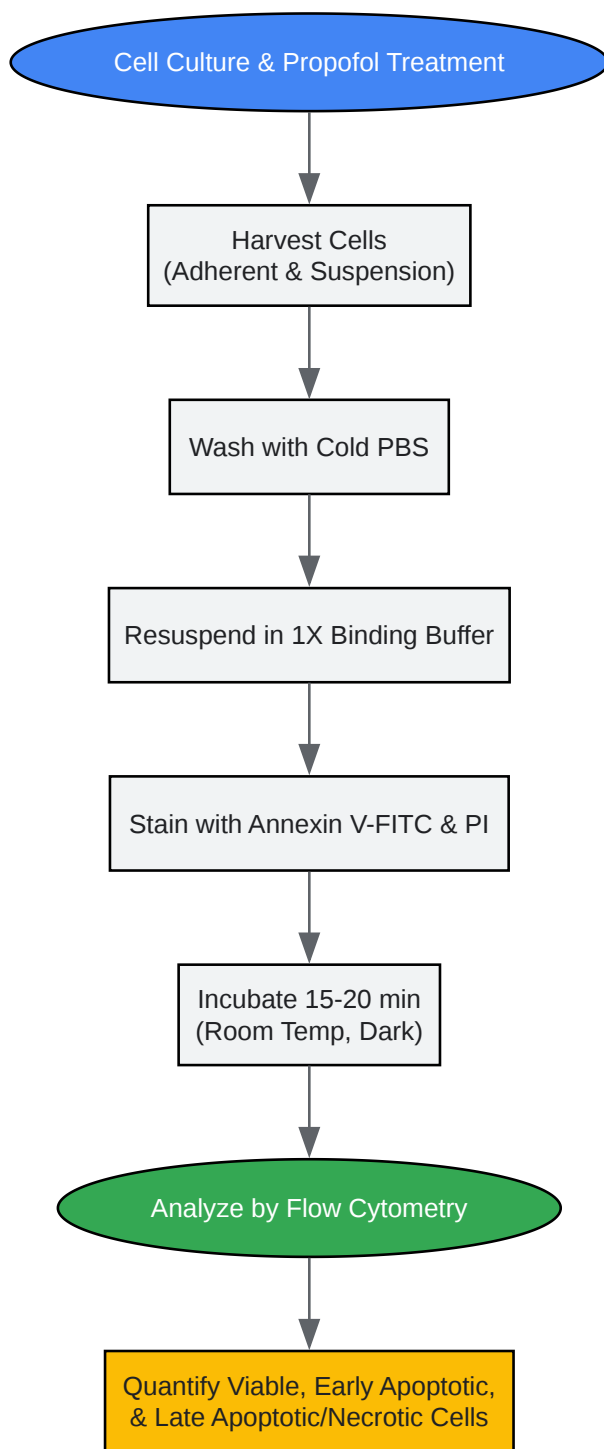 Cell Culture & Propofol Treatment
Harvest Cells
(Adherent & Suspension)
Wash with Cold PBS
Resuspend in 1X Binding Buffer
Stain with Annexin V-FITC & PI
Incubate 15-20 min
(Room Temp, Dark)
Analyze by Flow Cytometry
Quantify Viable, Early Apoptotic,
& Late Apoptotic/Necrotic Cells